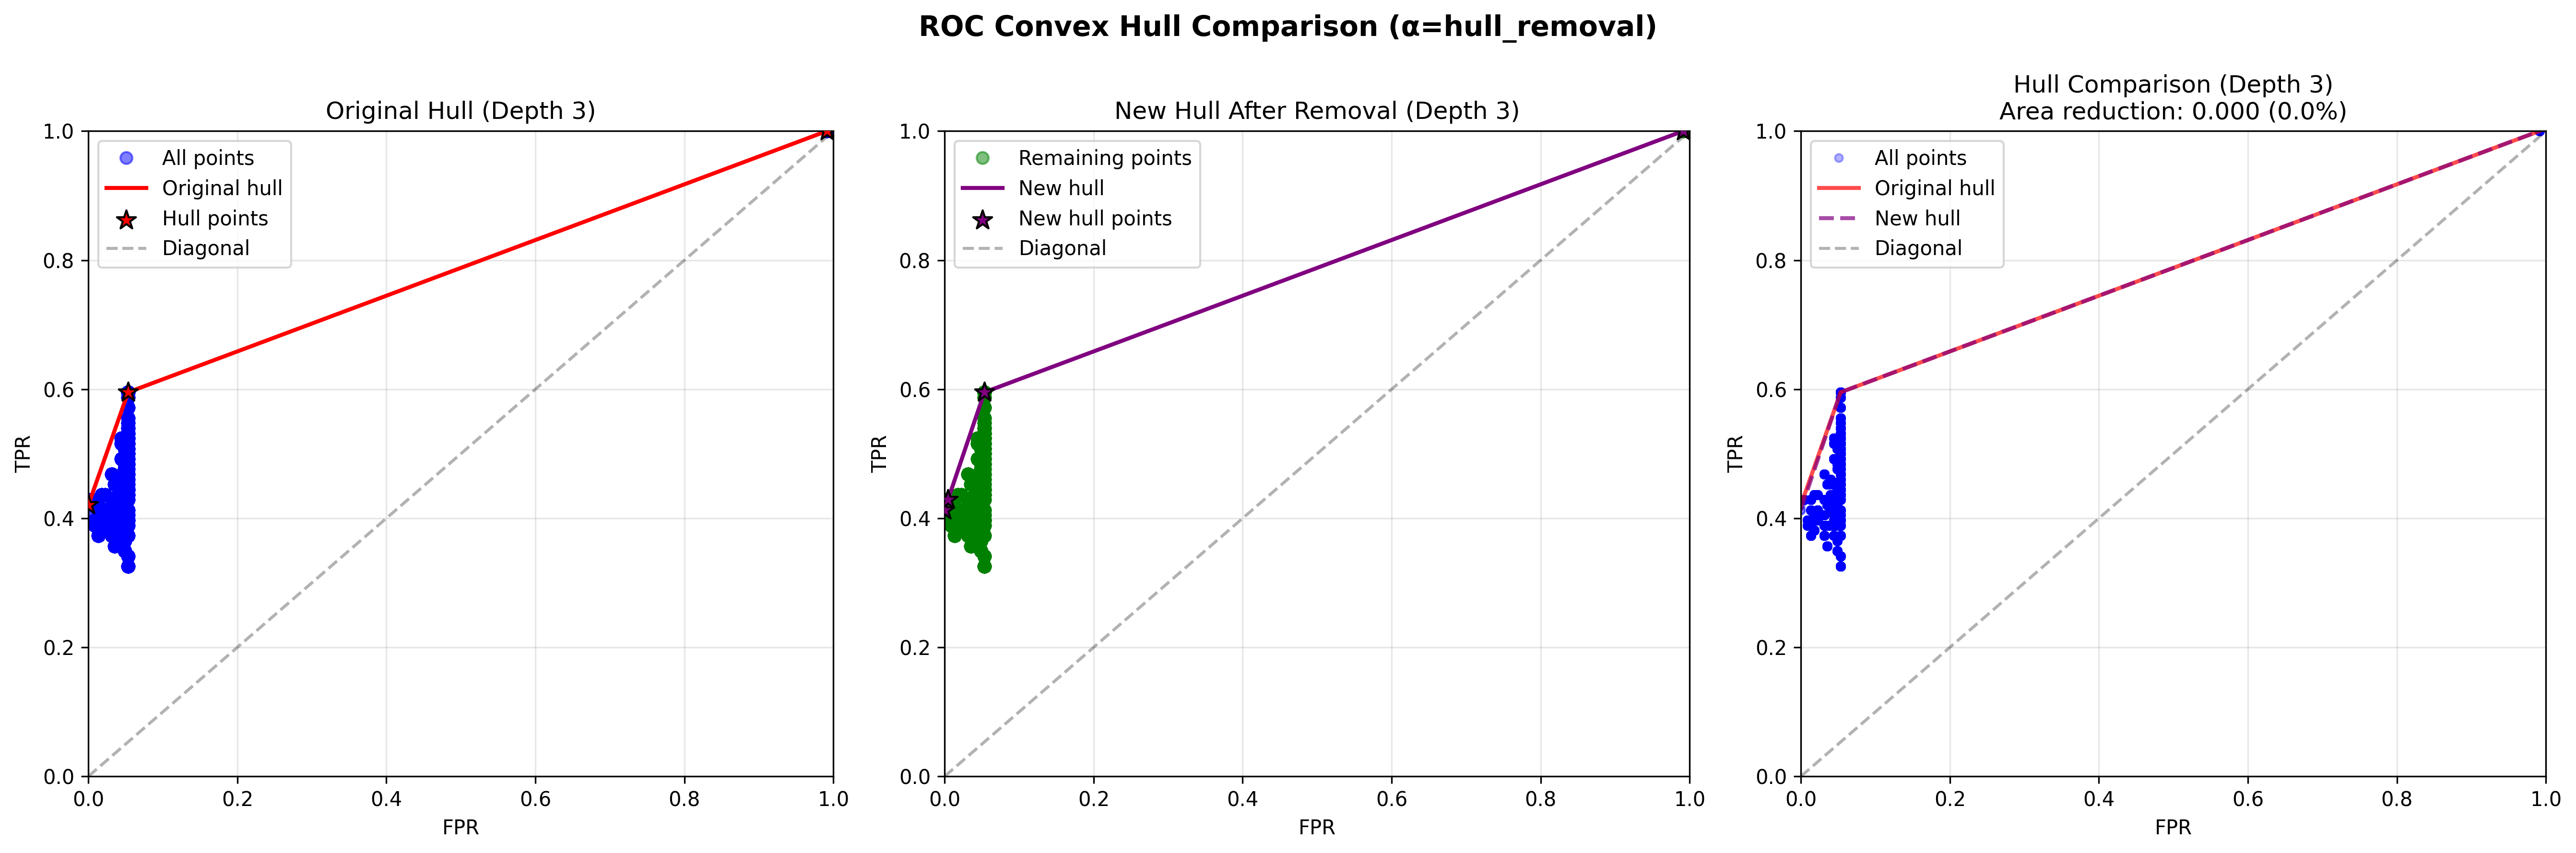 ROC Convex Hull Comparison (α=hull_removal)
Original Hull (Depth 3)
All points
Original hull
Hull points
Diagonal
1.0
0.8
0.6
0.4
0.2
0.0
TPR
0.0 0.2 0.4 0.6 0.8 1.0
FPR
New Hull After Removal (Depth 3)
Remaining points
New hull
New hull points
Diagonal
1.0
0.8
0.6
0.4
0.2
0.0
TPR
0.0 0.2 0.4 0.6 0.8 1.0
FPR
Hull Comparison (Depth 3)
Area reduction: 0.000 (0.0%)
All points
Original hull
New hull
Diagonal
1.0
0.8
0.6
0.4
0.2
0.0
TPR
0.0 0.2 0.4 0.6 0.8 1.0
FPR